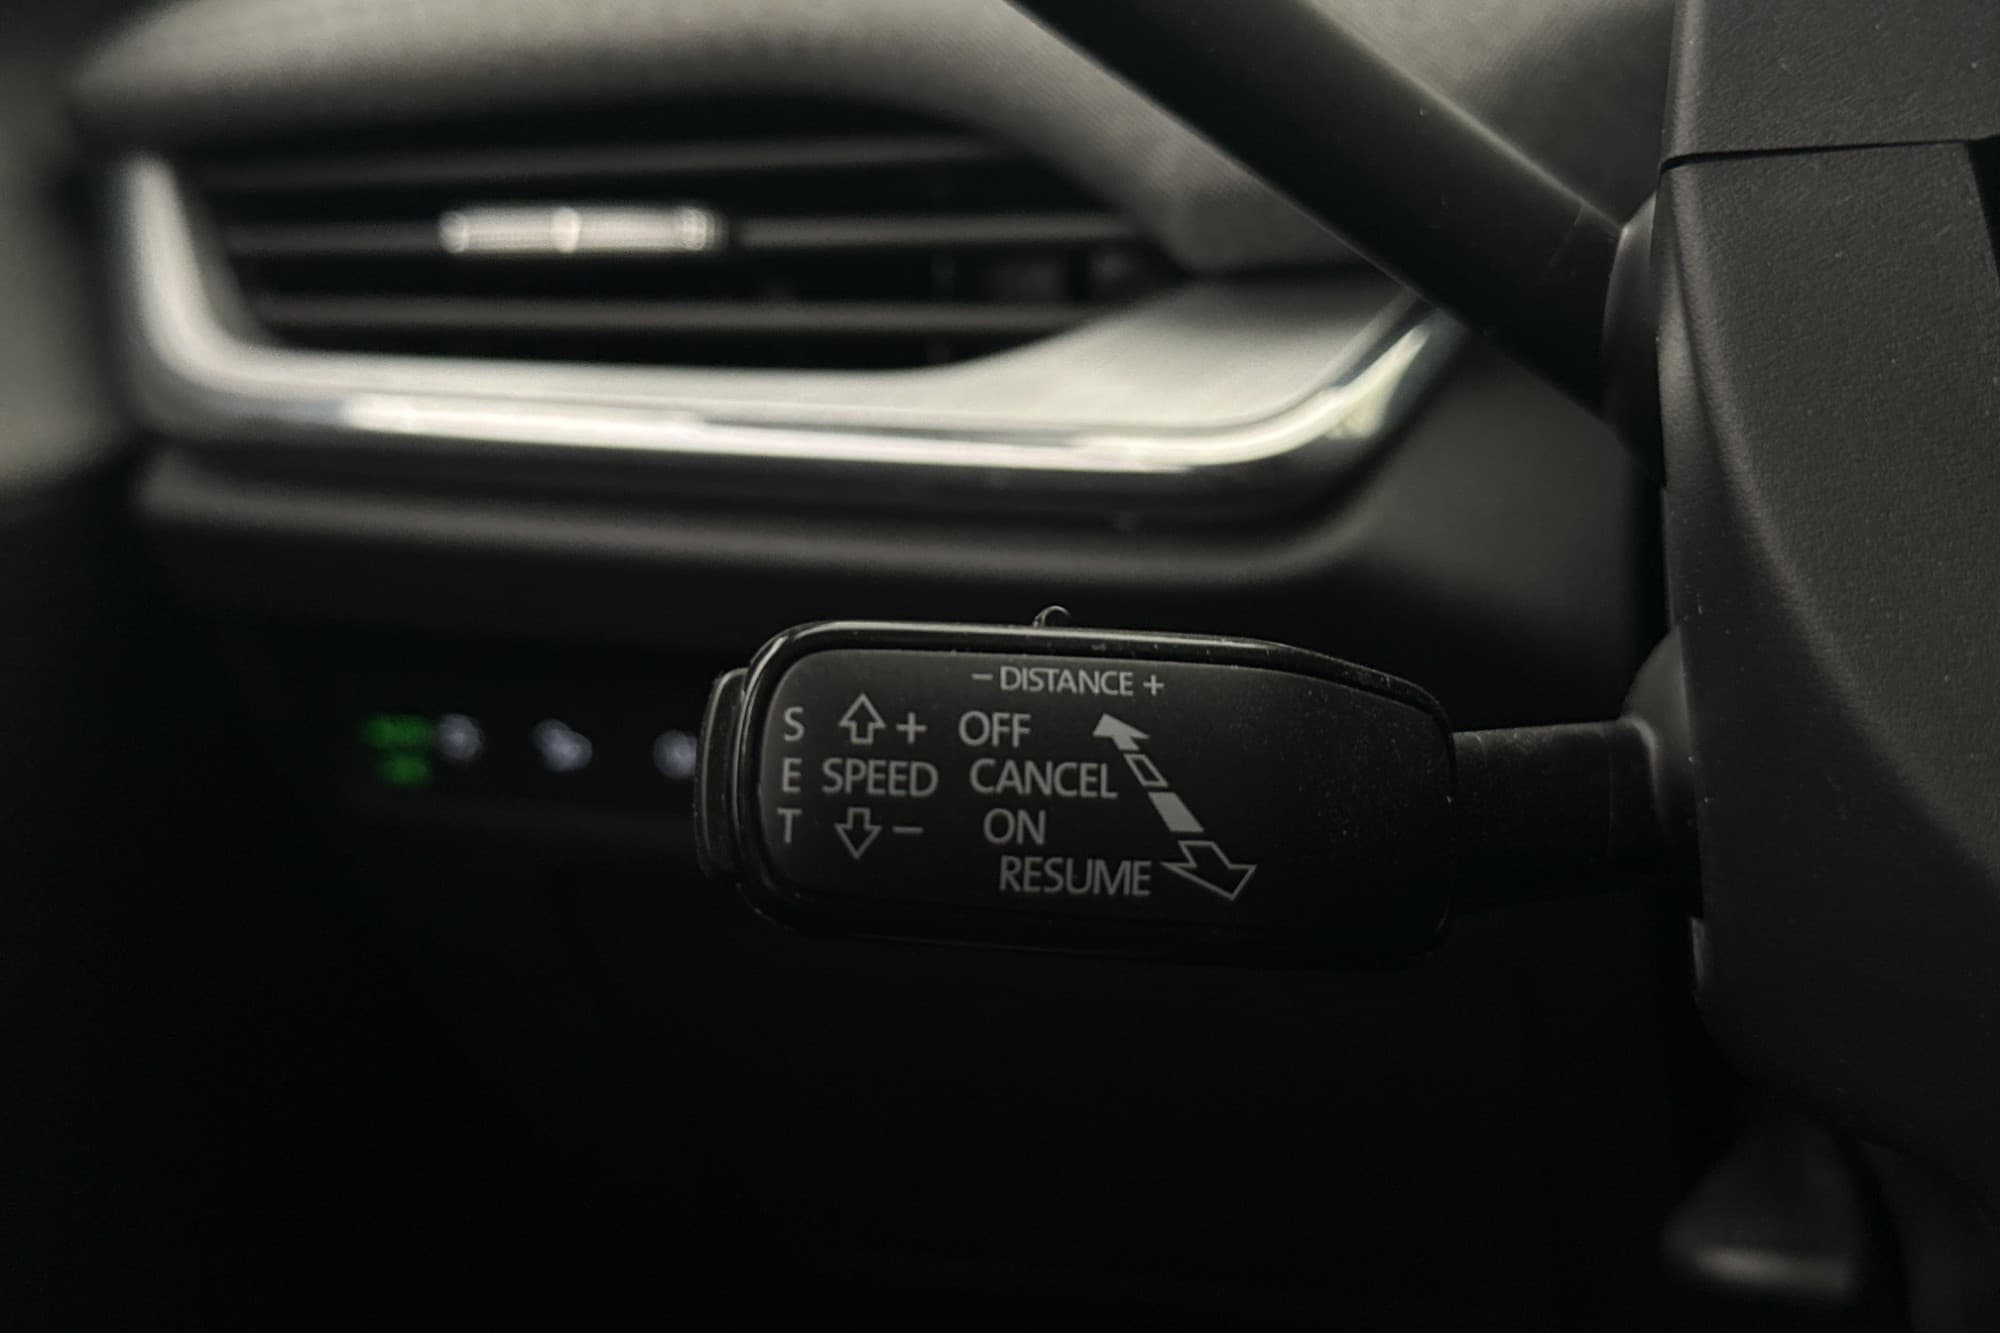 − DISTANCE +
S + OFF
E SPEED CANCEL
T − ON
RESUME